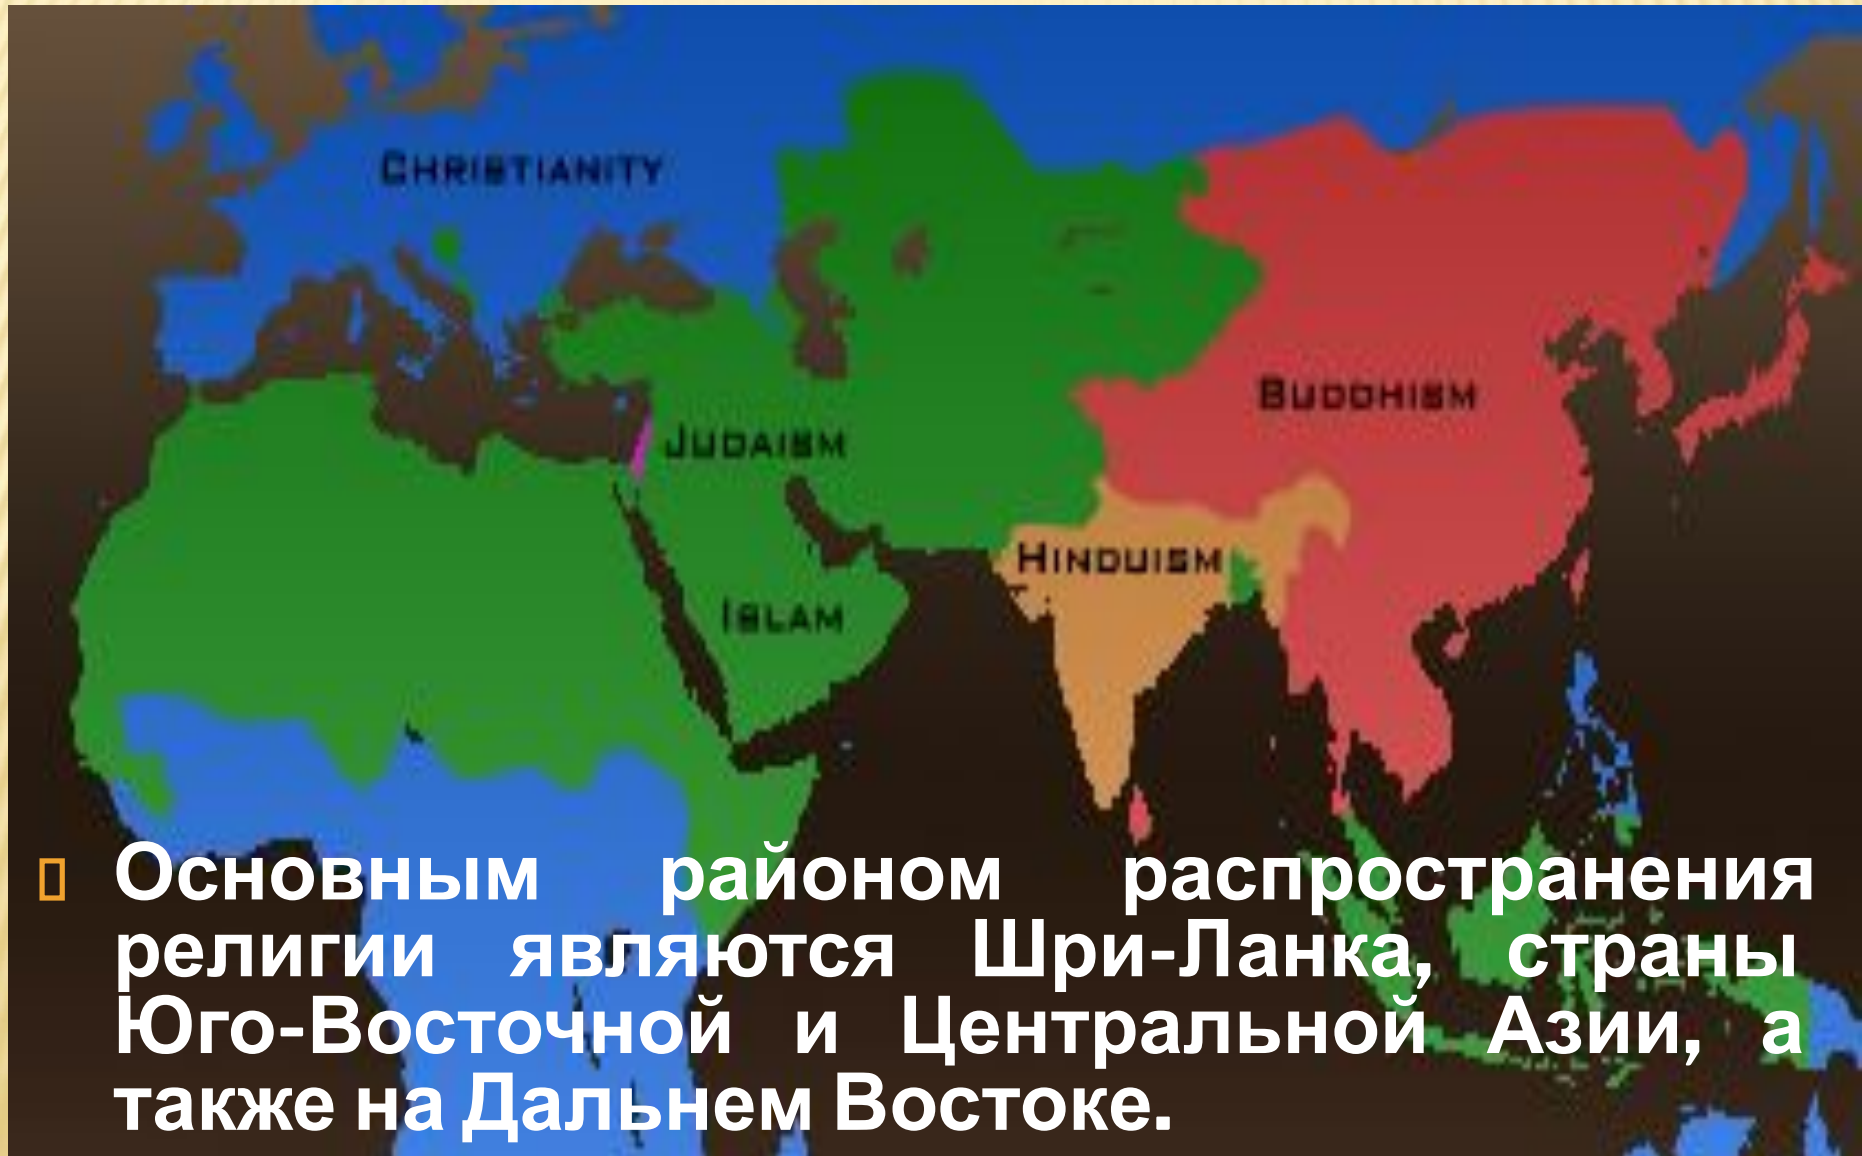 CHRISTIANITY
BUDDHISM
JUDAISM
HINDUISM
ISLAM
Основным районом распространения
религии являются Шри-Ланка, страны
Юго-Восточной и Центральной Азии, а
также на Дальнем Востоке.